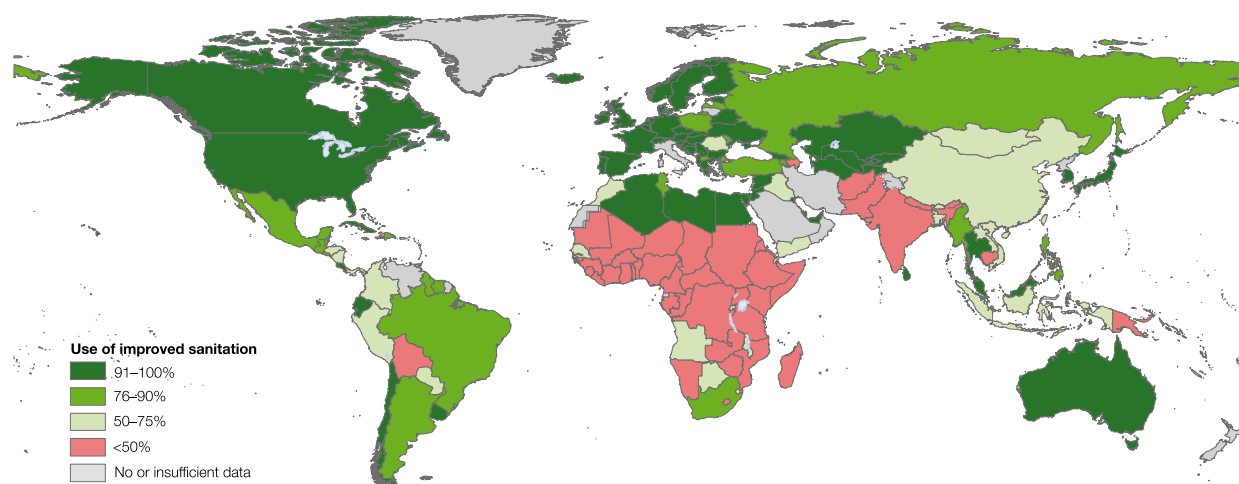 Use of improved sanitation
91–100%
76–90%
50–75%
<50%
No or insufficient data